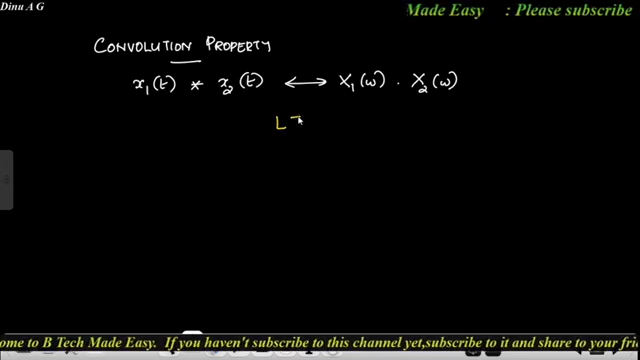 Dinu A G
Made Easy : Please subscribe
CONVOLUTION PROPERTY
x₁(t) * x₂(t) ⟷ X₁(ω) . X₂(ω)
L
ome to B Tech Made Easy. If you haven't subscribe to this channel yet,subscribe to it and share to your frie